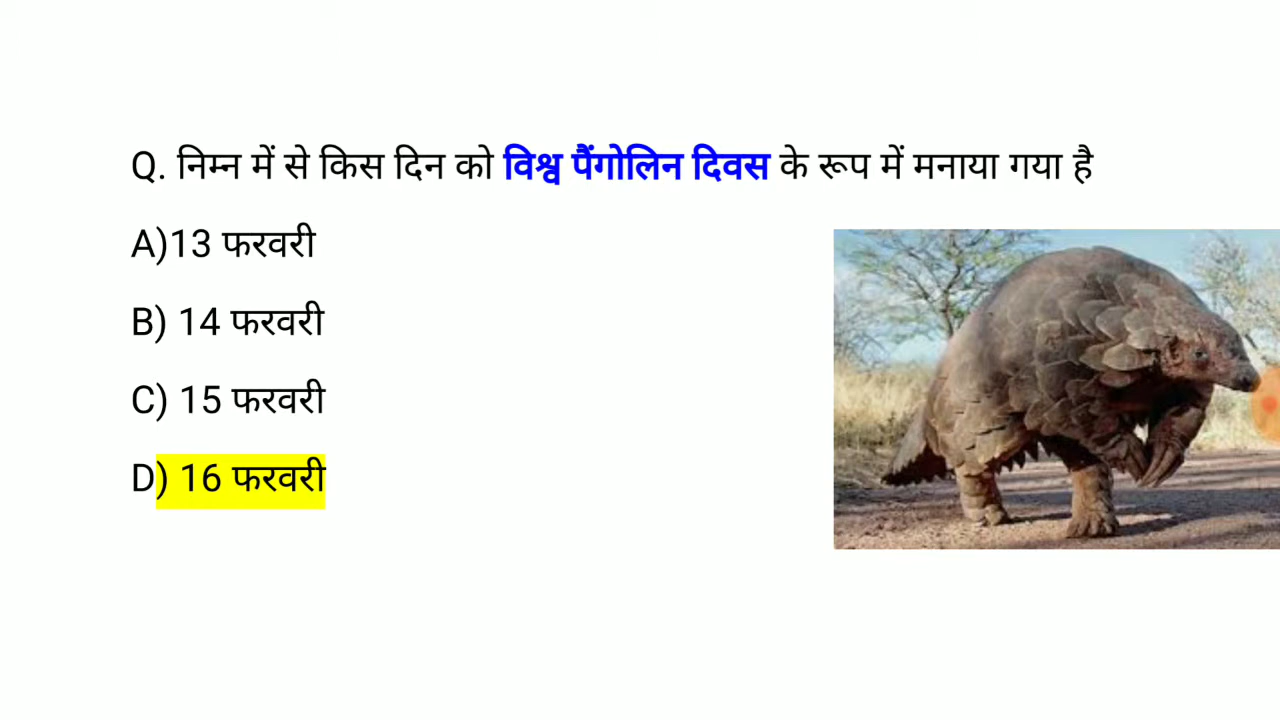 Q. निम्न में से किस दिन को विश्व पैंगोलिन दिवस के रूप में मनाया गया है
A)13 फरवरी
B) 14 फरवरी
C) 15 फरवरी
D) 16 फरवरी